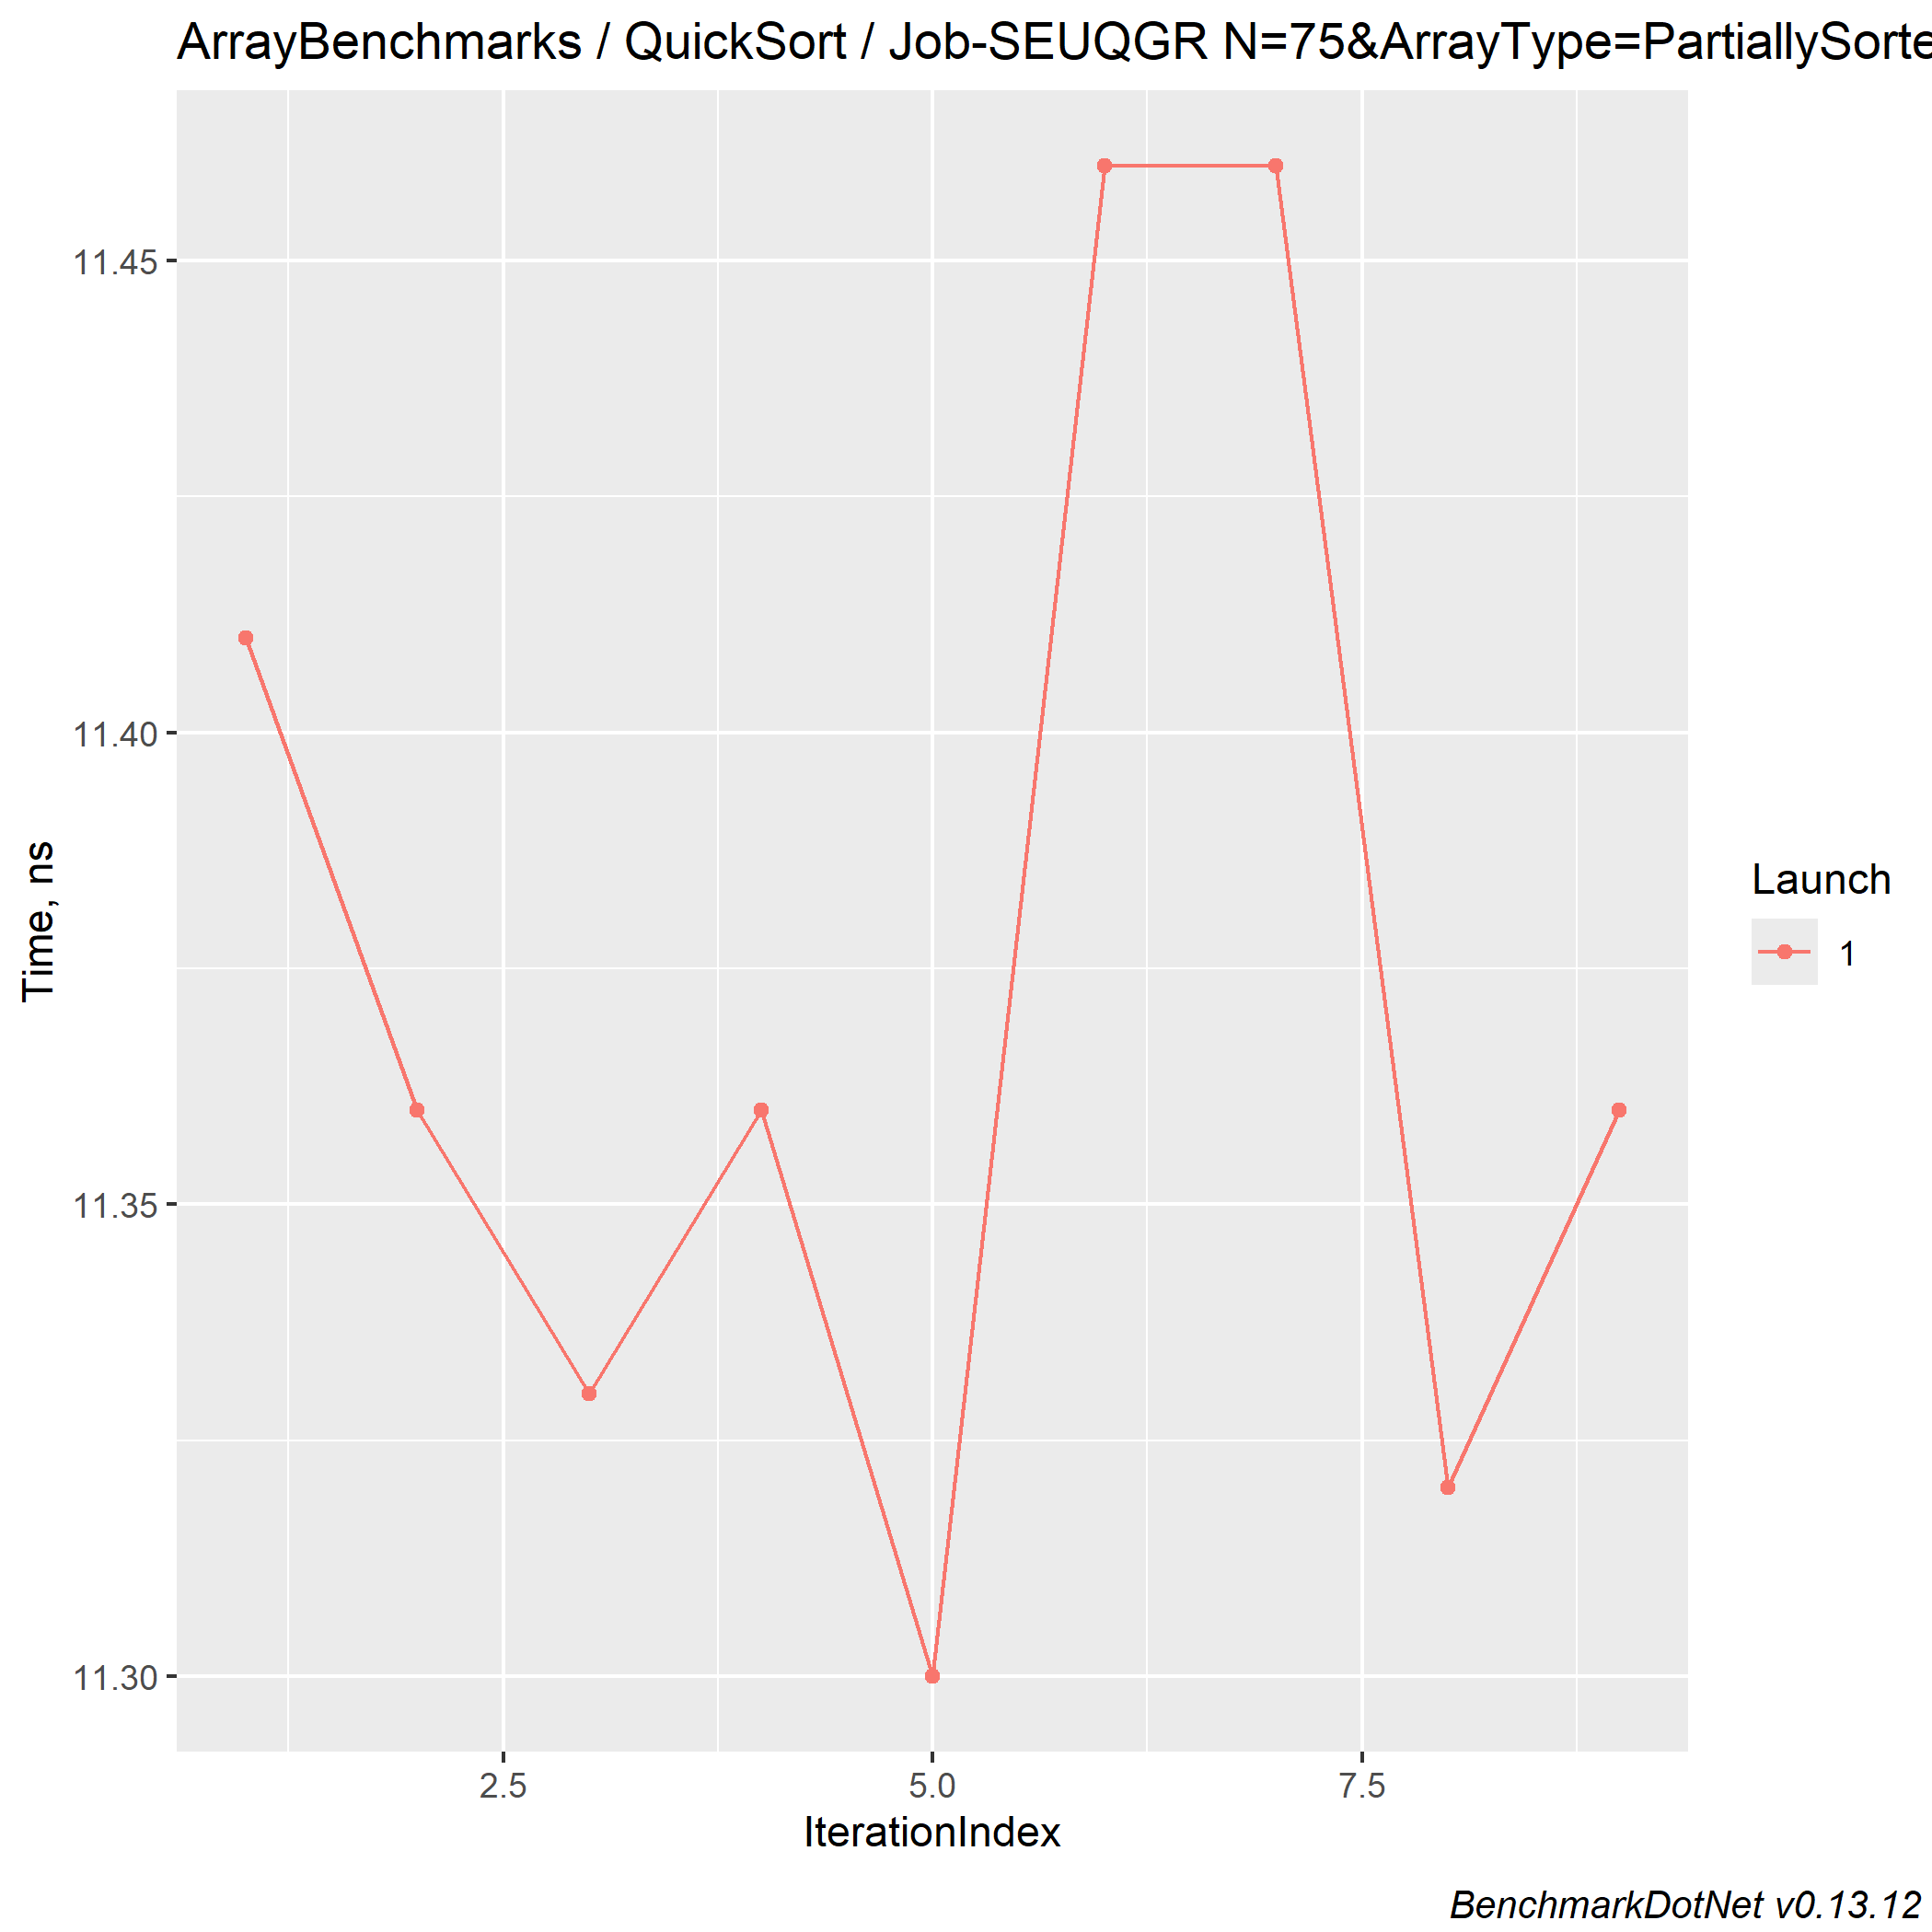 ArrayBenchmarks / QuickSort / Job-SEUQGR N=75&ArrayType=PartiallySorte
11.45
11.40
11.35
11.30
Time, ns
2.5 5.0 7.5
IterationIndex
Launch
1
BenchmarkDotNet v0.13.12